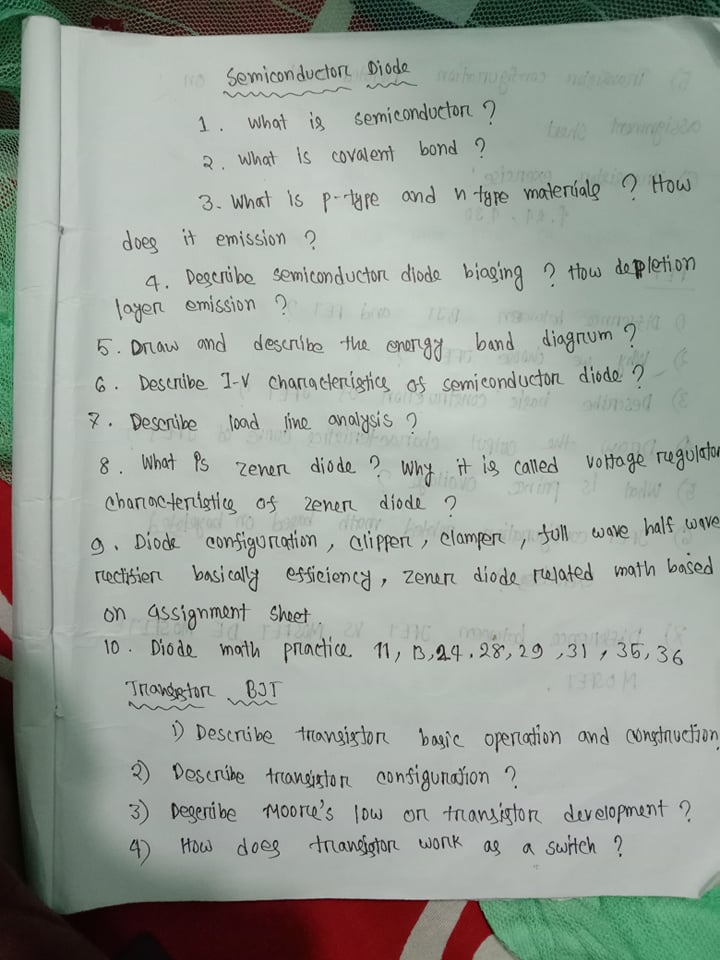 Semiconductor Diode
1. What is semiconductor ?
2. What is covalent bond ?
3. What is p-type and n type materials ? How
does it emission ?
4. Describe semiconductor diode biasing ? How depletion
layer emission ?
5. Draw and describe the energy band diagrum ?
6. Describe I-V characteristics of semiconductor diode ?
7. Describe load line analysis ?
8. What is zener diode ? Why it is called voltage regulator
characteristics of zener diode ?
9. Diode configuration, clipper, clamper, full wave half wave
rectifier basically efficiency, zener diode related math based
on assignment sheet
10. Diode math practice 11, 13, 24. 28, 29, 31, 35, 36
Transistor BJT
1) Describe transistor basic operation and construction
2) Describe transistor configuration ?
3) Describe Moore's low on transistor development ?
4) How does transistor work as a switch ?